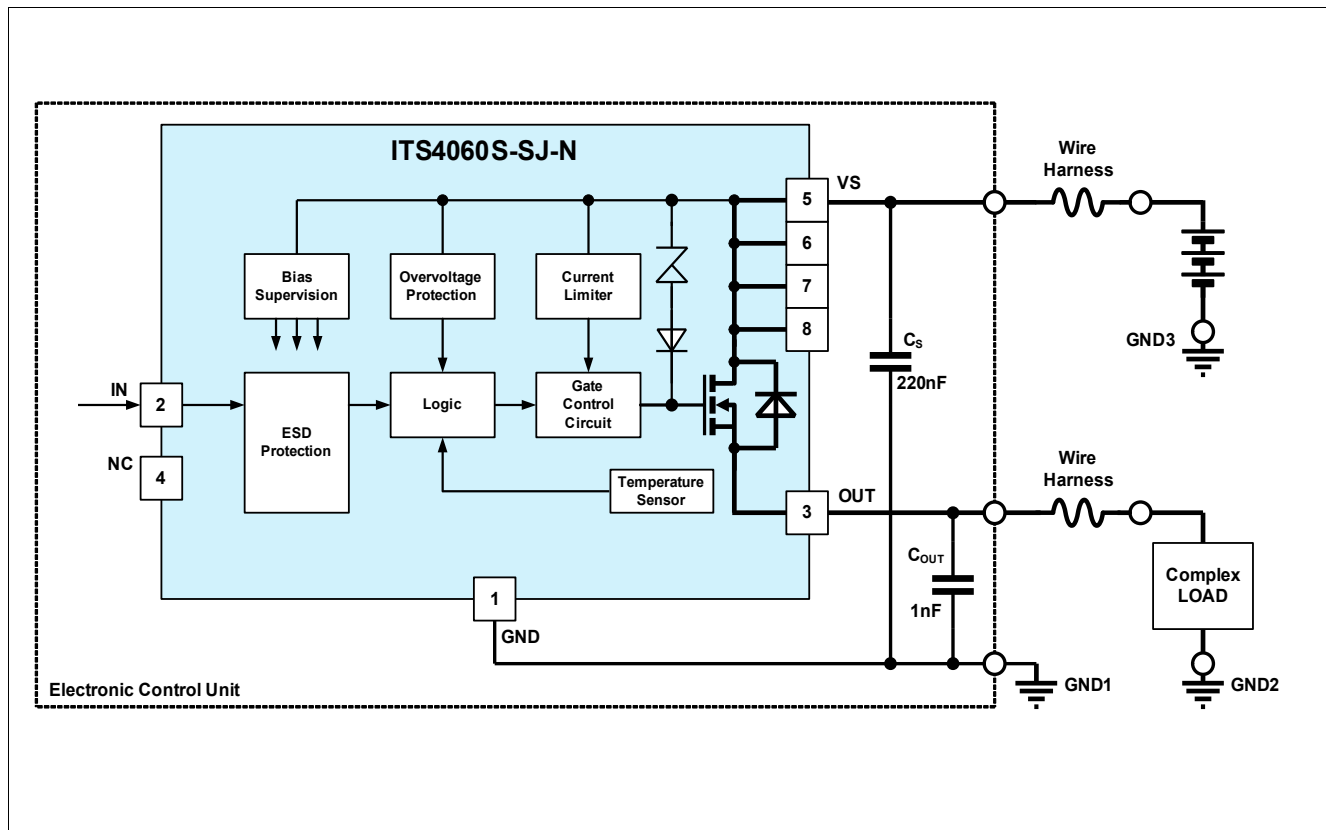 ITS4060S-SJ-N
VS
5
6
7
8
Wire
Harness
Bias
Supervision
Overvoltage
Protection
Current
Limiter
GND3
CS
220nF
IN
2
NC
4
ESD
Protection
Logic
Gate
Control
Circuit
Temperature
Sensor
OUT
3
Wire
Harness
COUT
1nF
Complex
LOAD
1
GND
GND1
GND2
Electronic Control Unit